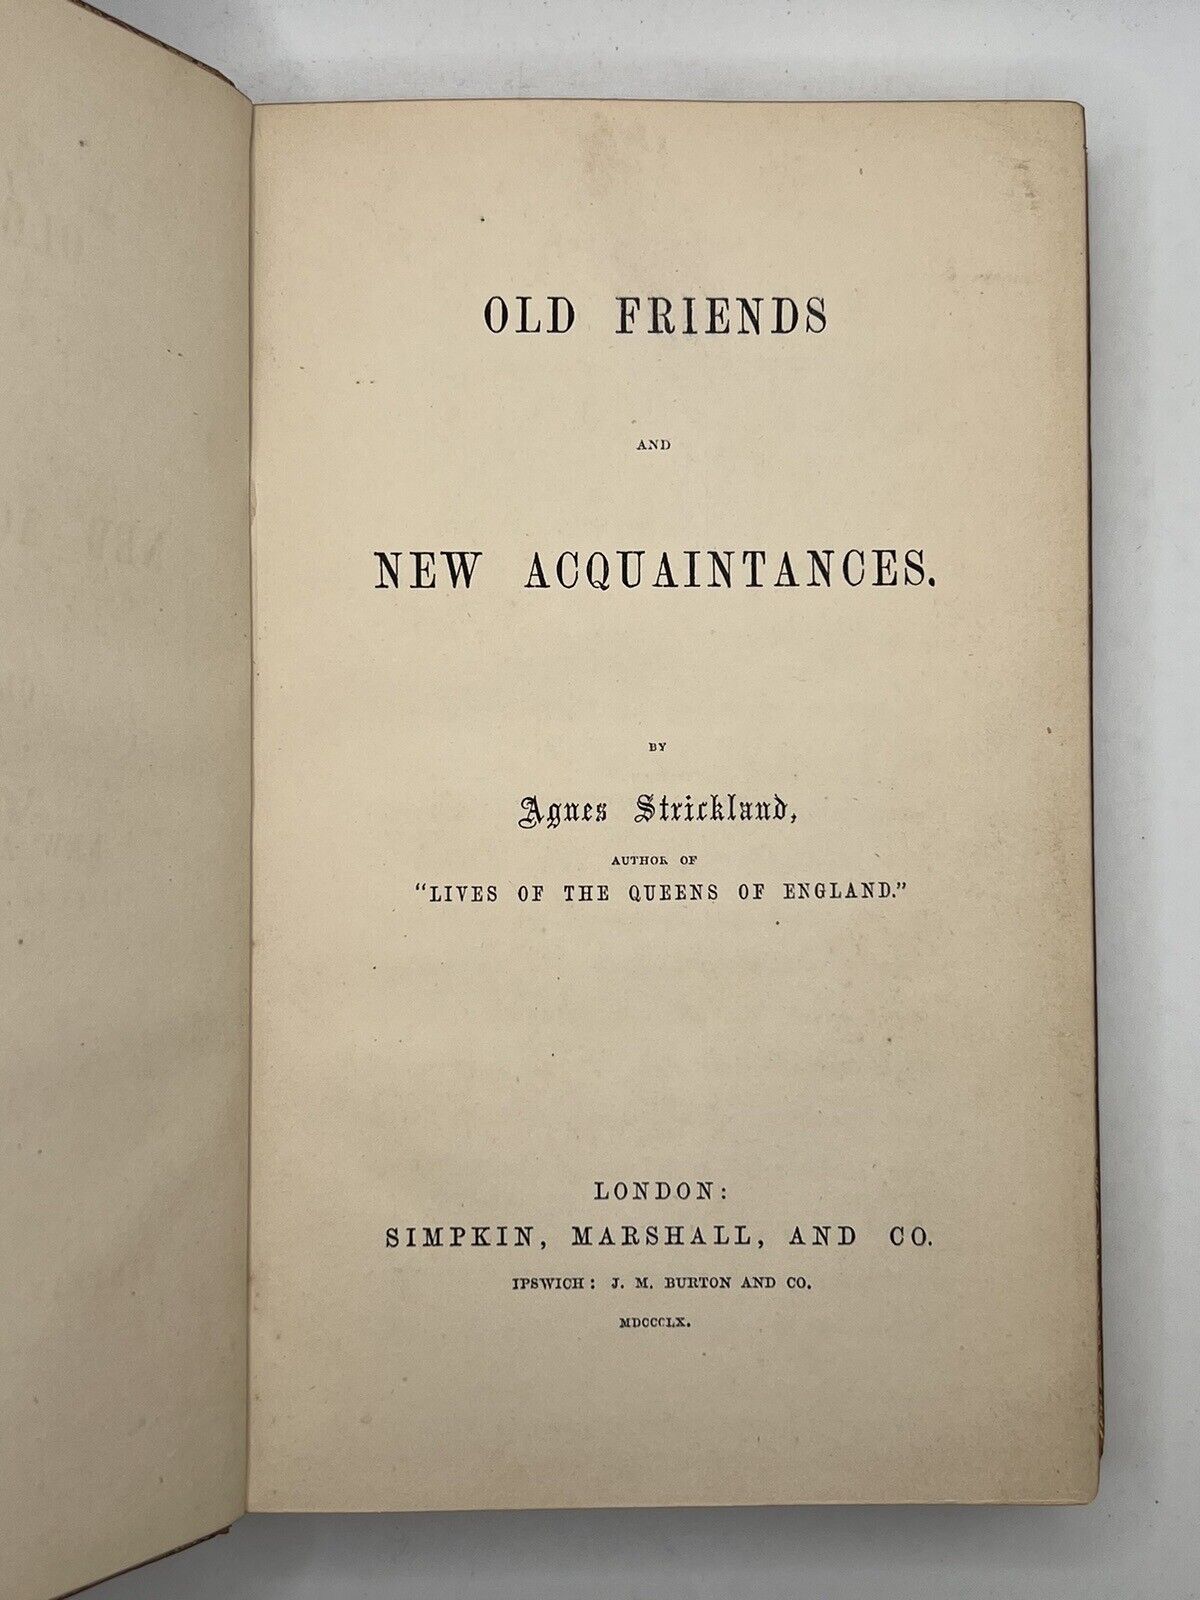 OLD FRIENDS
AND
NEW ACQUAINTANCES.
BY
Agnes Strickland,
AUTHOR OF
"LIVES OF THE QUEENS OF ENGLAND."
LONDON:
SIMPKIN, MARSHALL, AND CO.
IPSWICH: J. M. BURTON AND CO.
MDCCCLX.